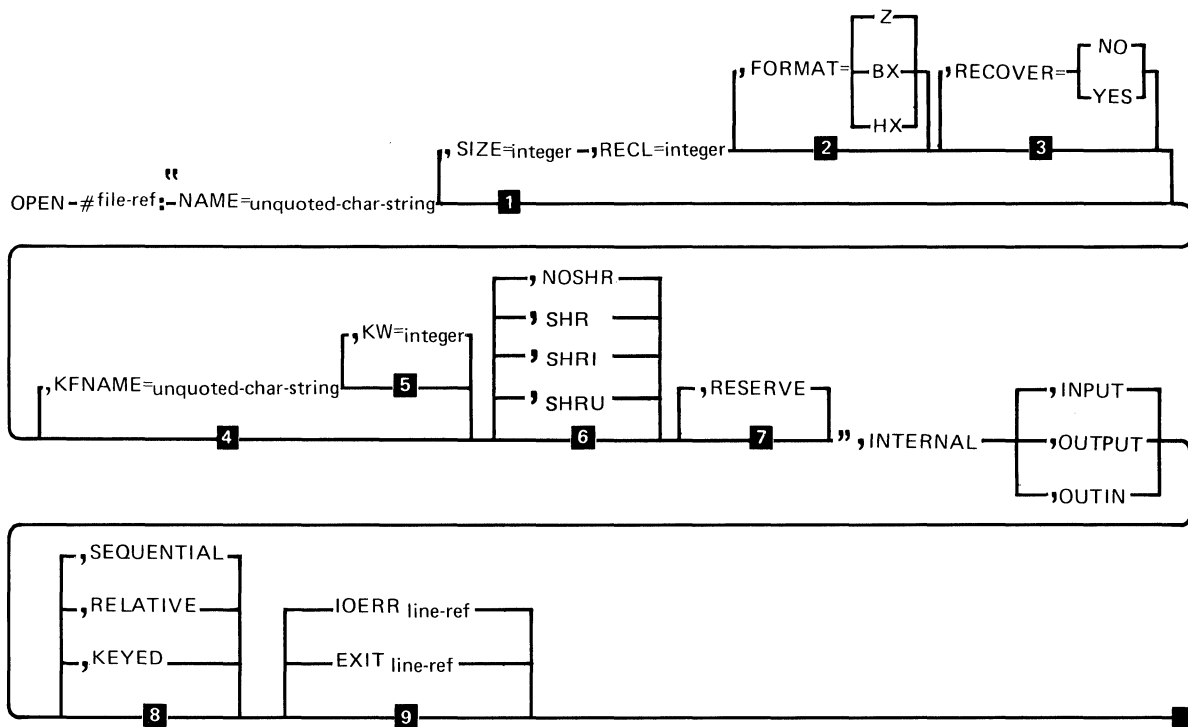 Z
,FORMAT= BX
HX
,RECOVER= NO
YES
2
3
,SIZE=integer-,RECL=integer
OPEN-#file-ref:-"NAME=unquoted-char-string
1
,KFNAME=unquoted-char-string
,KW=integer
5
4
,NOSHR
,SHR
,SHRI
,SHRU
6
,RESERVE
7
",INTERNAL
,INPUT
,OUTPUT
,OUTIN
,SEQUENTIAL
,RELATIVE
,KEYED
8
IOERR line-ref
EXIT line-ref
9